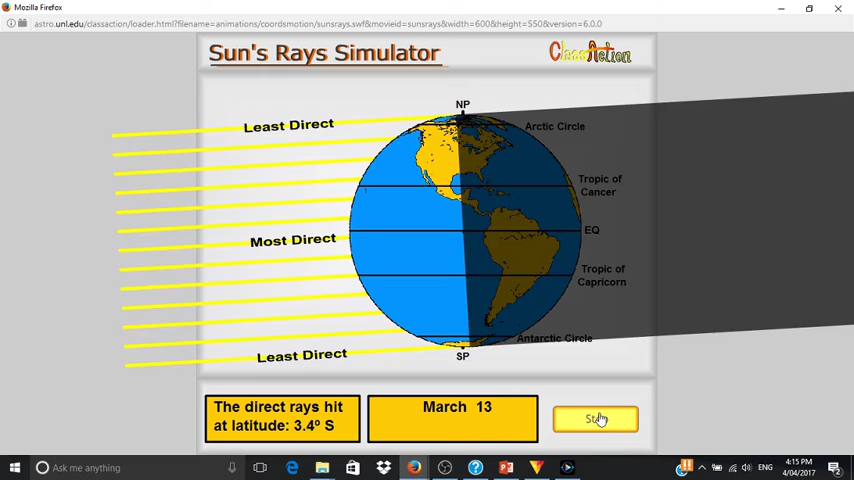 Mozilla Firefox
astro.unl.edu/classaction/loader.html?filename=animations/coordsmotion/sunsrays.swf&movieid=sunsrays&width=600&height=550&version=6.0.0
Sun's Rays Simulator
ClassAction
NP
Least Direct
Arctic Circle
Tropic of
Cancer
Most Direct
EQ
Tropic of
Capricorn
Antarctic Circle
Least Direct
SP
The direct rays hit
at latitude: 3.4º S
March 13
Ask me anything
ENG
4:15 PM
4/04/2017
2